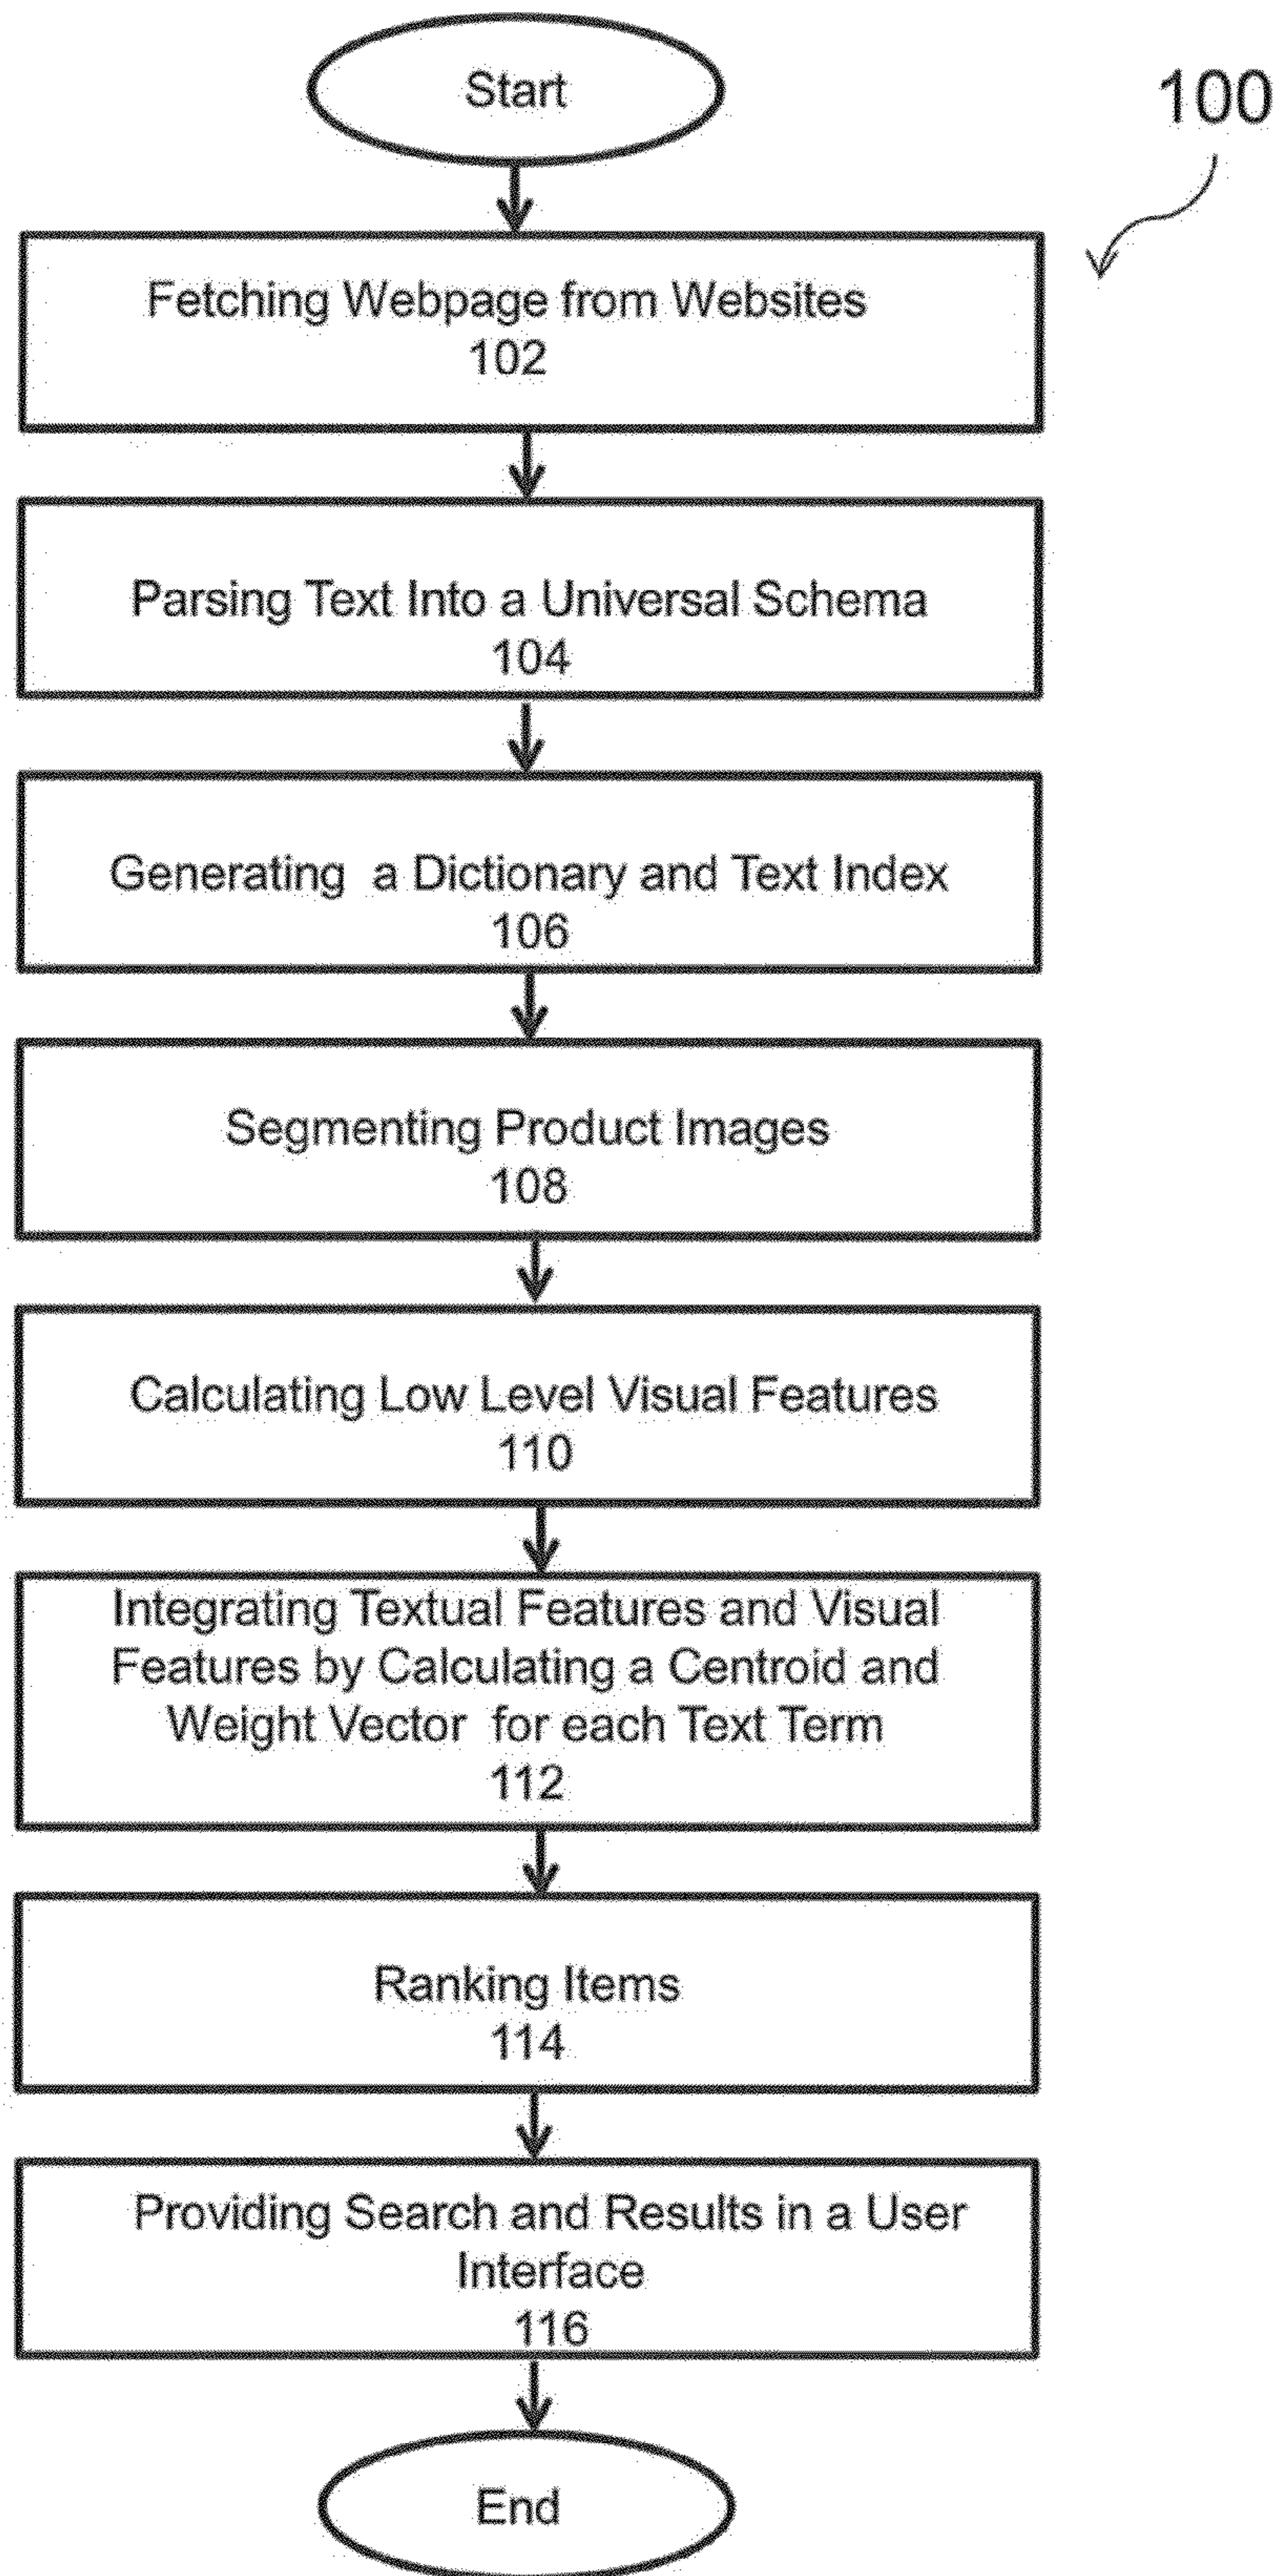 Start
100
Fetching Webpage from Websites
102
Parsing Text Into a Universal Schema
104
Generating a Dictionary and Text Index
106
Segmenting Product Images
108
Calculating Low Level Visual Features
110
Integrating Textual Features and Visual
Features by Calculating a Centroid and
Weight Vector for each Text Term
112
Ranking Items
114
Providing Search and Results in a User
Interface
116
End